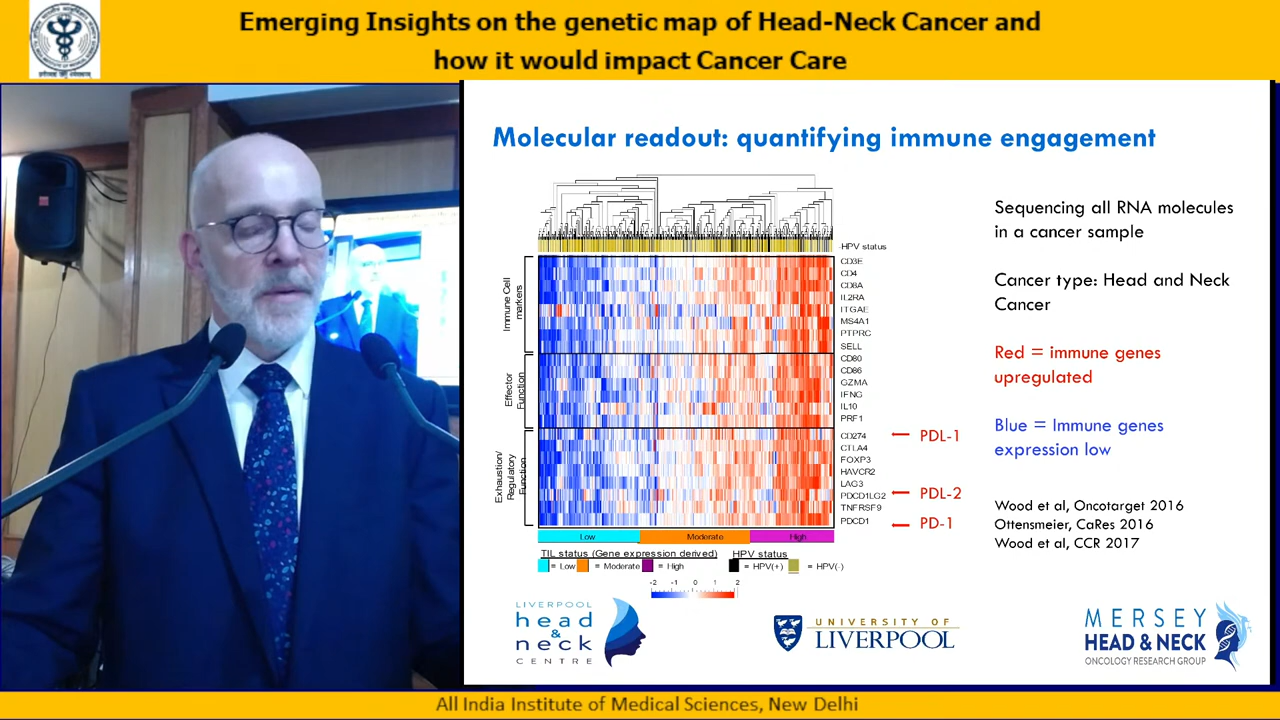 Emerging Insights on the genetic map of Head-Neck Cancer and
how it would impact Cancer Care
Molecular readout: quantifying immune engagement
HPV status
Immune Cell
markers
CD3E
CD4
CD8A
IL2RA
ITGAE
MS4A1
PTPRC
SELL
Effector
Function
CD80
CD86
GZMA
IFNG
IL10
PRF1
Exhaustion/
Regulatory
Function
CD274
CTLA4
FOXP3
HAVCR2
LAG3
PDCD1LG2
TNFRSF9
PDCD1
PDL-1
PDL-2
PD-1
Low
Moderate
High
TIL status (Gene expression derived)
HPV status
= Low
= Moderate
= High
= HPV(+)
= HPV(-)
-2 -1 0 1 2
Sequencing all RNA molecules
in a cancer sample
Cancer type: Head and Neck
Cancer
Red = immune genes
upregulated
Blue = Immune genes
expression low
Wood et al, Oncotarget 2016
Ottensmeier, CaRes 2016
Wood et al, CCR 2017
LIVERPOOL
head
&
neck
CENTRE
UNIVERSITY OF
LIVERPOOL
MERSEY
HEAD & NECK
ONCOLOGY RESEARCH GROUP
All India Institute of Medical Sciences, New Delhi